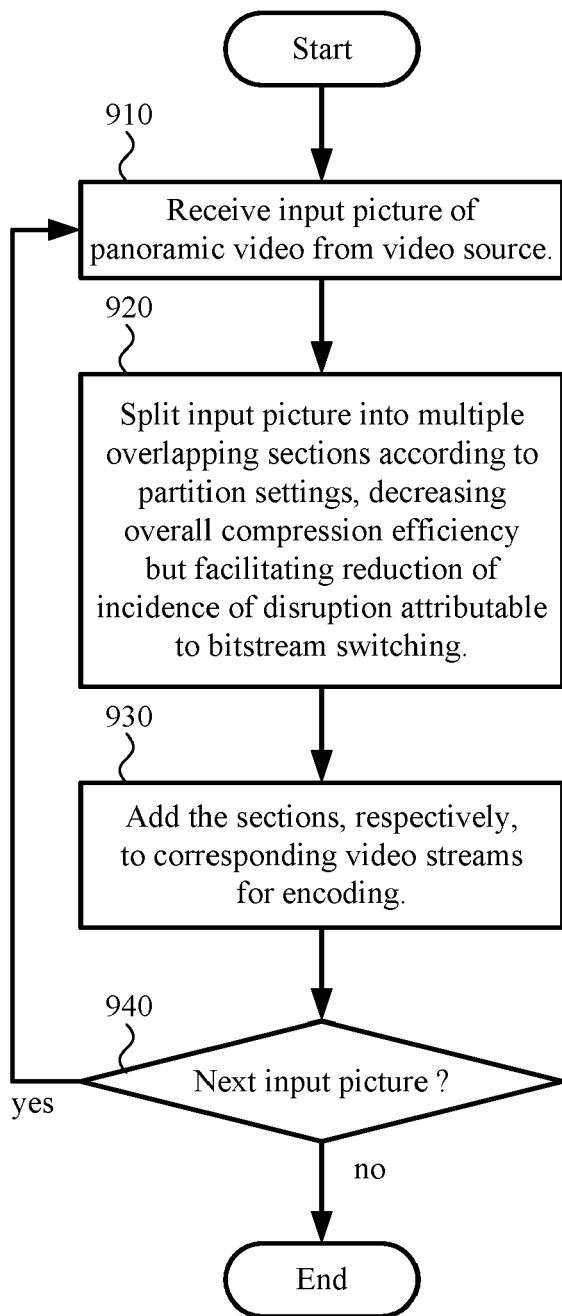 Start
910
Receive input picture of
panoramic video from video source.
920
Split input picture into multiple
overlapping sections according to
partition settings, decreasing
overall compression efficiency
but facilitating reduction of
incidence of disruption attributable
to bitstream switching.
930
Add the sections, respectively,
to corresponding video streams
for encoding.
940
Next input picture ?
yes
no
End